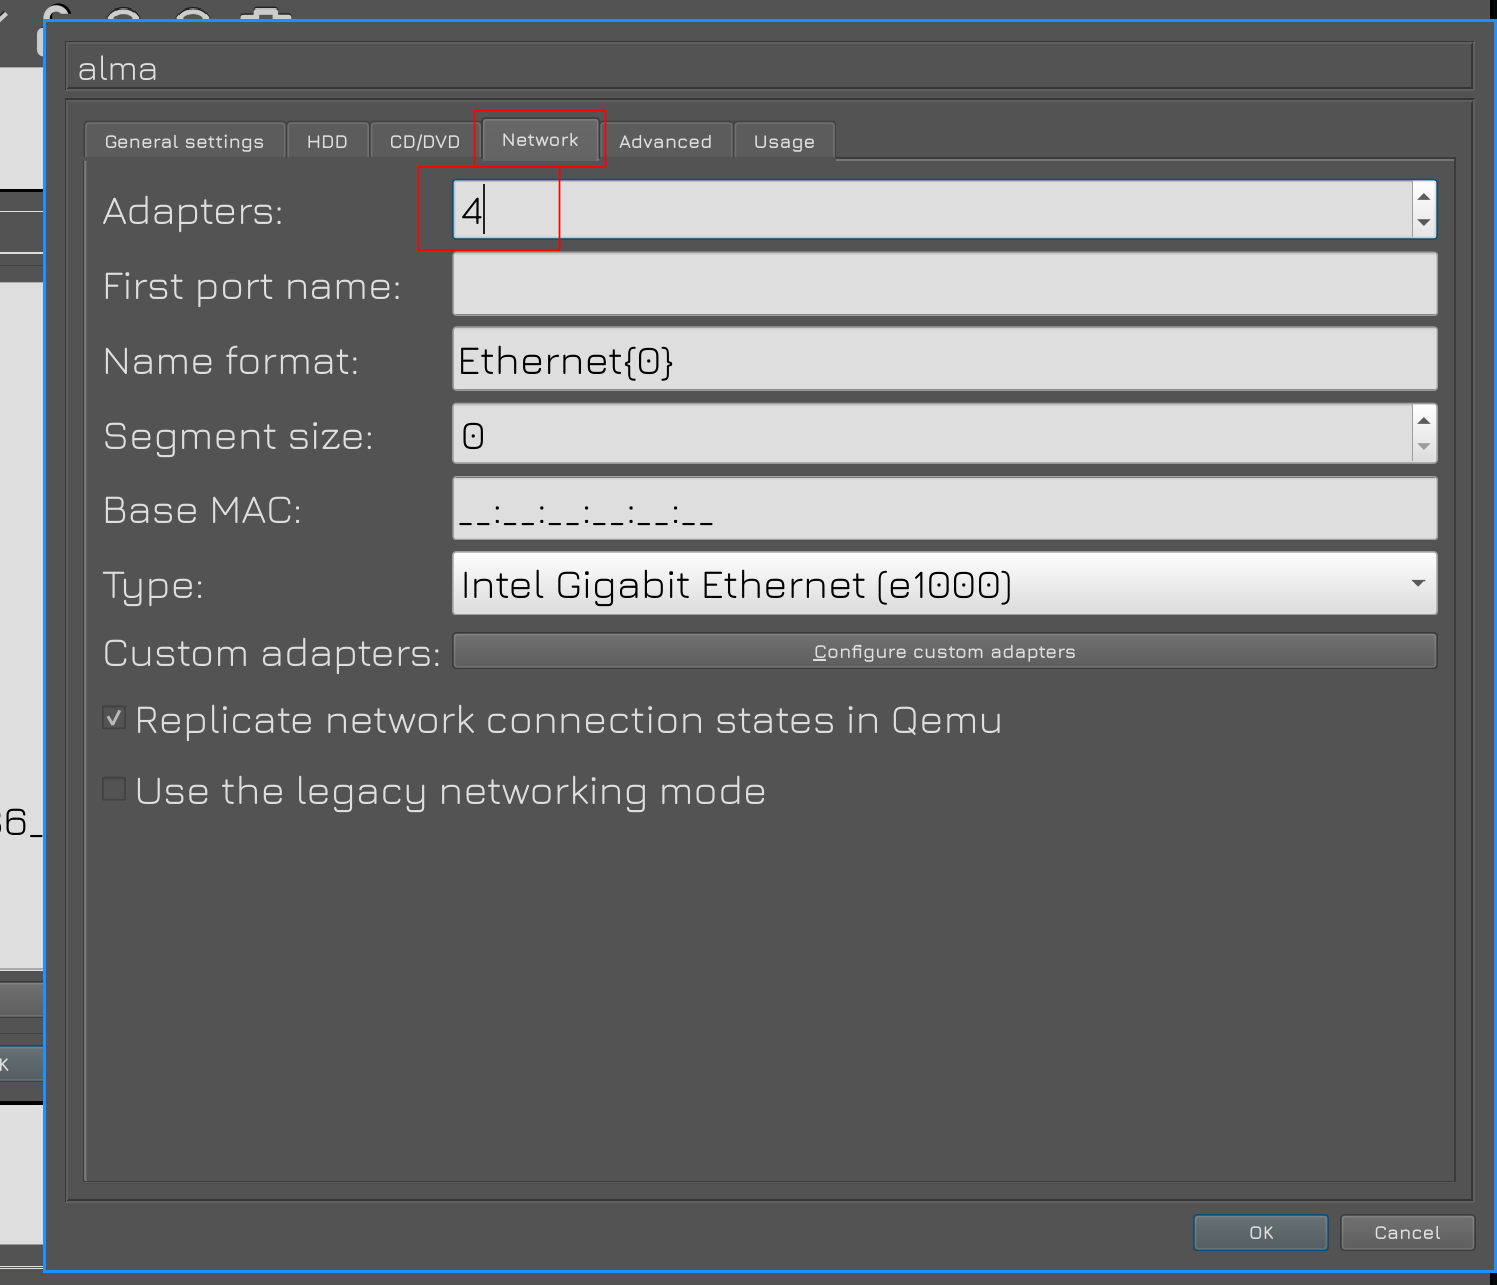 alma
General settings HDD CD/DVD Network Advanced Usage
Adapters: 4
First port name:
Name format: Ethernet{0}
Segment size: 0
Base MAC: __:__:__:__:__:__
Type: Intel Gigabit Ethernet (e1000)
Custom adapters: Configure custom adapters
Replicate network connection states in Qemu
Use the legacy networking mode
OK Cancel